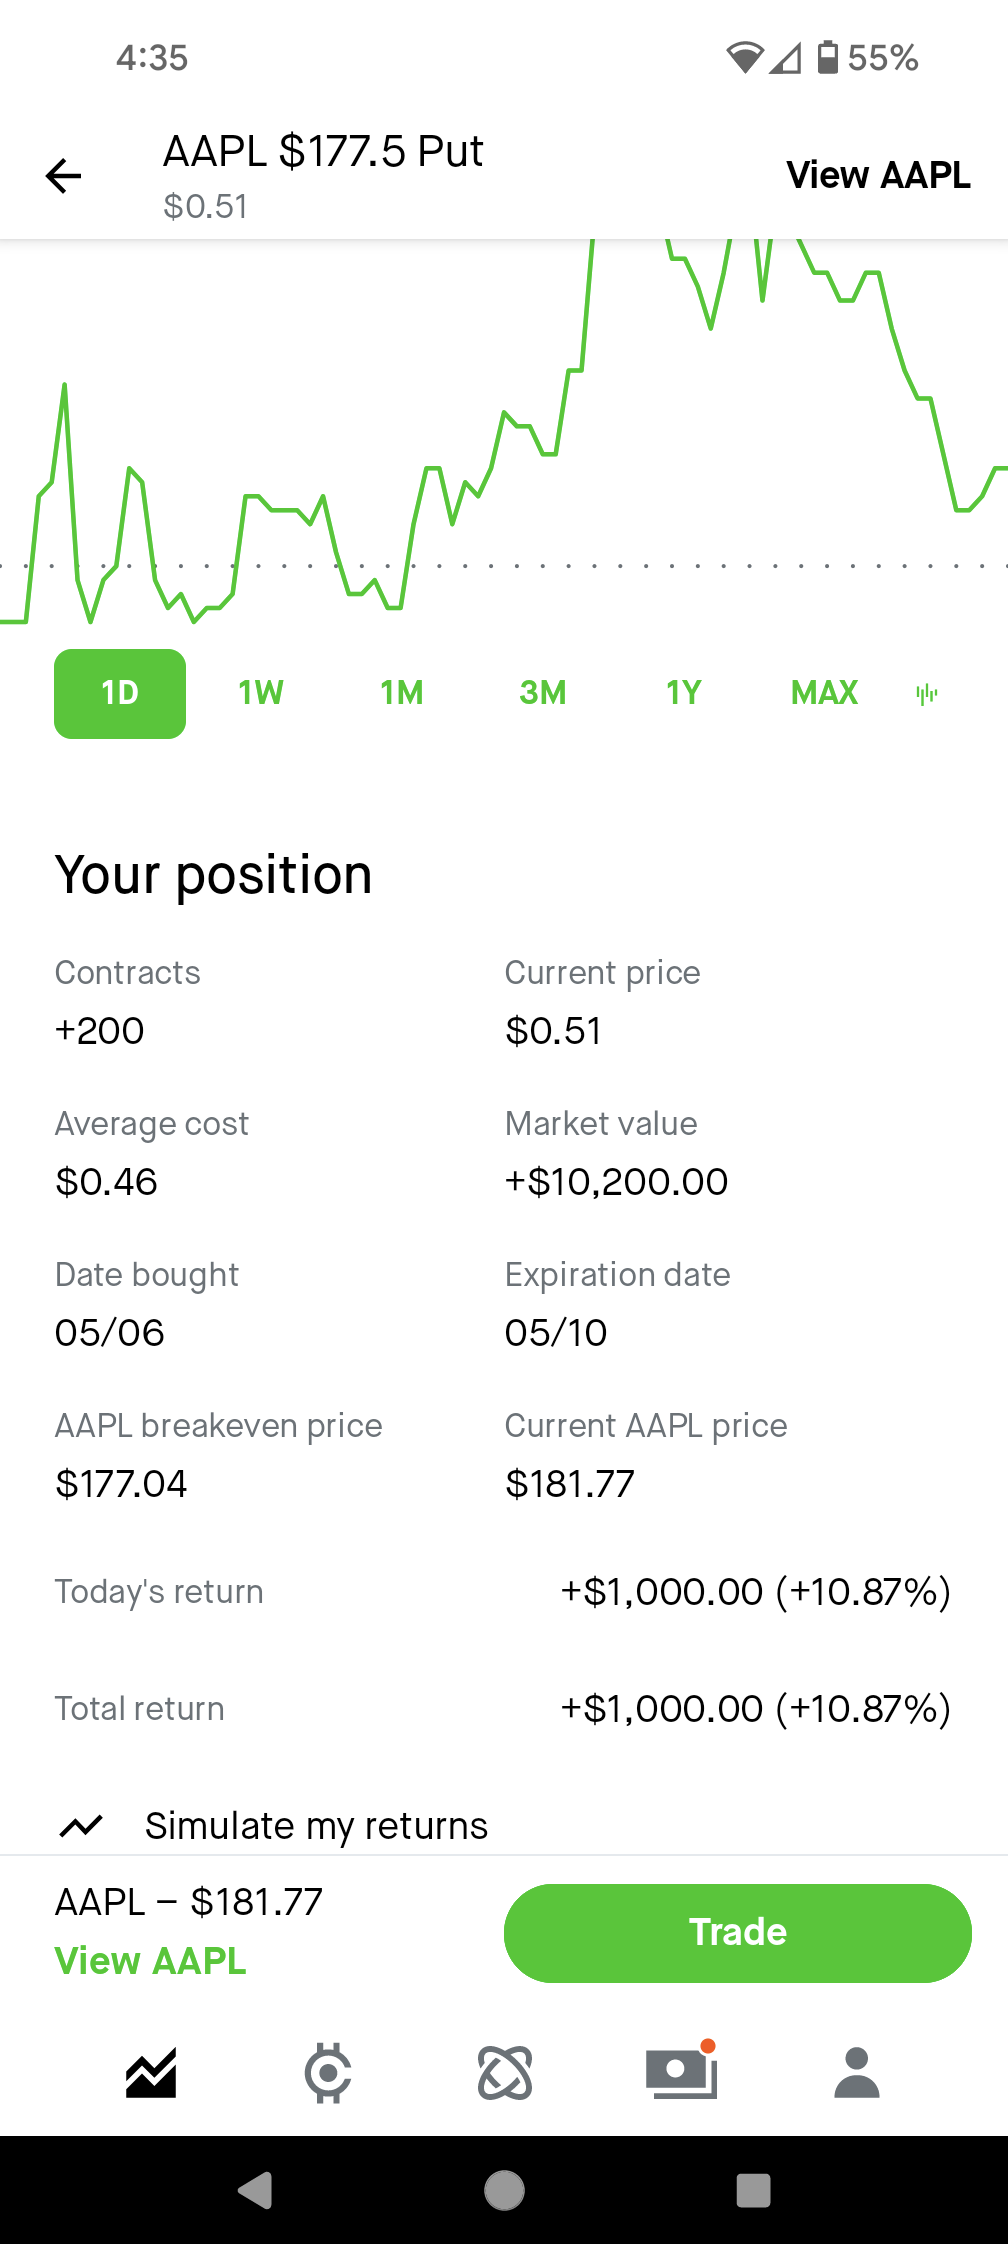 4:35
55%
AAPL $177.5 Put
$0.51
View AAPL
1D 1W 1M 3M 1Y MAX
Your position
Contracts
+200
Current price
$0.51
Average cost
$0.46
Market value
+$10,200.00
Date bought
05/06
Expiration date
05/10
AAPL breakeven price
$177.04
Current AAPL price
$181.77
Today's return
+$1,000.00 (+10.87%)
Total return
+$1,000.00 (+10.87%)
Simulate my returns
AAPL – $181.77
View AAPL
Trade